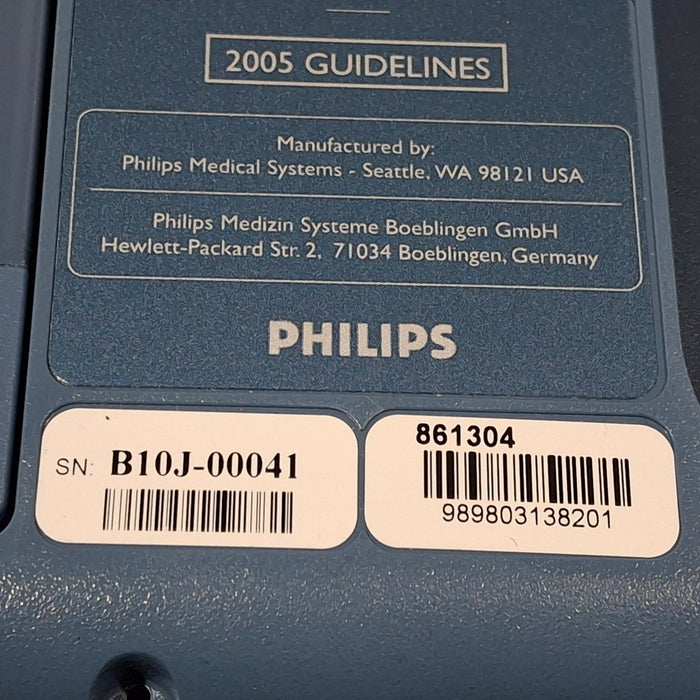 2005 GUIDELINES
Manufactured by:
Philips Medical Systems - Seattle, WA 98121 USA
Philips Medizin Systeme Boeblingen GmbH
Hewlett-Packard Str. 2, 71034 Boeblingen, Germany
PHILIPS
SN: B10J-00041
861304
989803138201